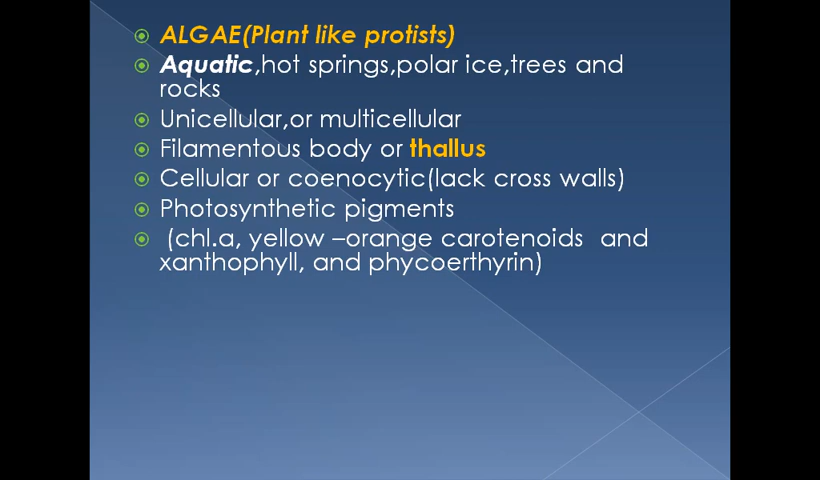 ALGAE(Plant like protists)
Aquatic,hot springs,polar ice,trees and
rocks
Unicellular,or multicellular
Filamentous body or thallus
Cellular or coenocytic(lack cross walls)
Photosynthetic pigments
(chl.a, yellow –orange carotenoids and
xanthophyll, and phycoerthyrin)